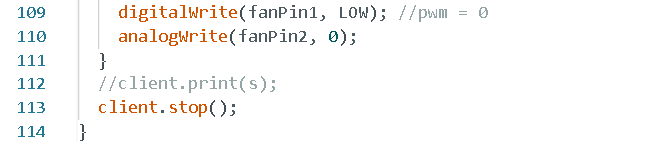 109 digitalWrite(fanPin1, LOW); //pwm = 0
110 analogWrite(fanPin2, 0);
111 }
112 //client.print(s);
113 client.stop();
114 }